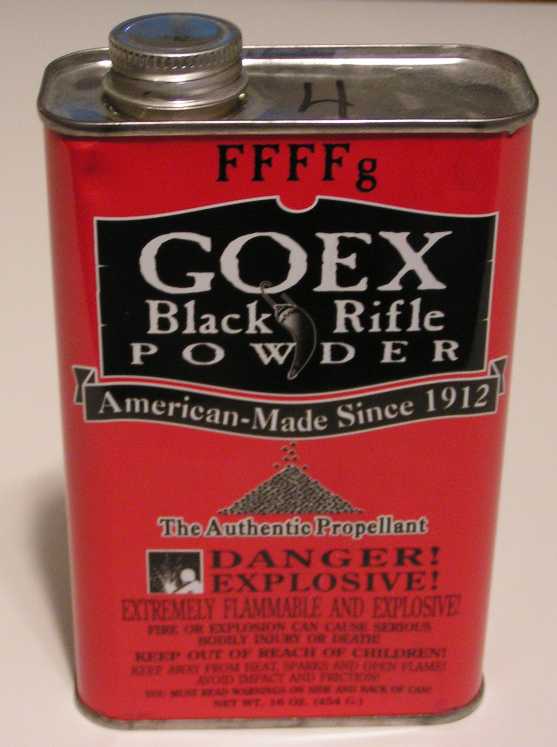 4
FFFFg
GOEX
Black Rifle
POWDER
American-Made Since 1912
The Authentic Propellant
DANGER!
EXPLOSIVE!
EXTREMELY FLAMMABLE AND EXPLOSIVE!
FIRE OR EXPLOSION CAN CAUSE SERIOUS
BODILY INJURY OR DEATH!
KEEP OUT OF REACH OF CHILDREN!
KEEP AWAY FROM HEAT, SPARKS AND OPEN FLAME!
AVOID IMPACT AND FRICTION!
YOU MUST READ WARNINGS ON SIDE AND BACK OF CAN!
NET WT. 16 OZ. (454 G.)